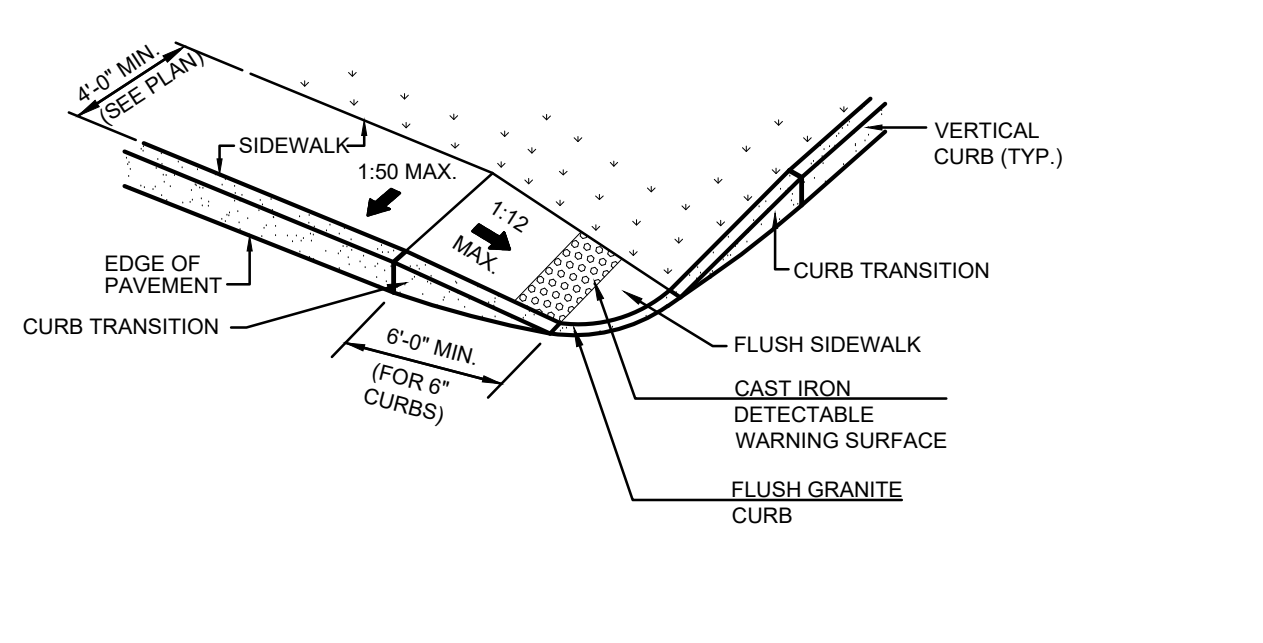 4'-0" MIN.
(SEE PLAN)
SIDEWALK
1:50 MAX.
1:12
MAX.
VERTICAL
CURB (TYP.)
EDGE OF
PAVEMENT
CURB TRANSITION
CURB TRANSITION
6'-0" MIN.
(FOR 6"
CURBS)
FLUSH SIDEWALK
CAST IRON
DETECTABLE
WARNING SURFACE
FLUSH GRANITE
CURB